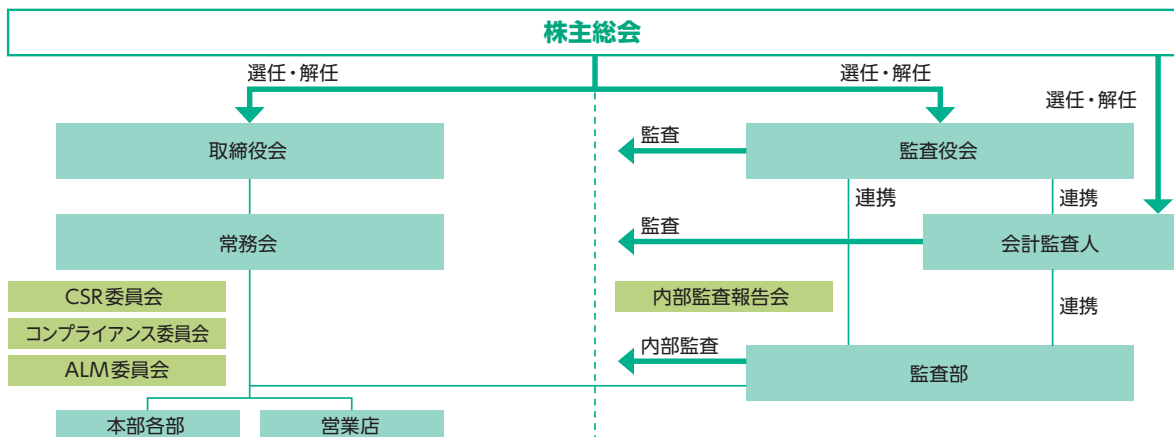 株主総会
選任・解任
選任・解任
選任・解任
取締役会
監査
監査役会
連携
連携
常務会
監査
会計監査人
CSR委員会
内部監査報告会
コンプライアンス委員会
連携
ALM委員会
内部監査
監査部
本部各部
営業店